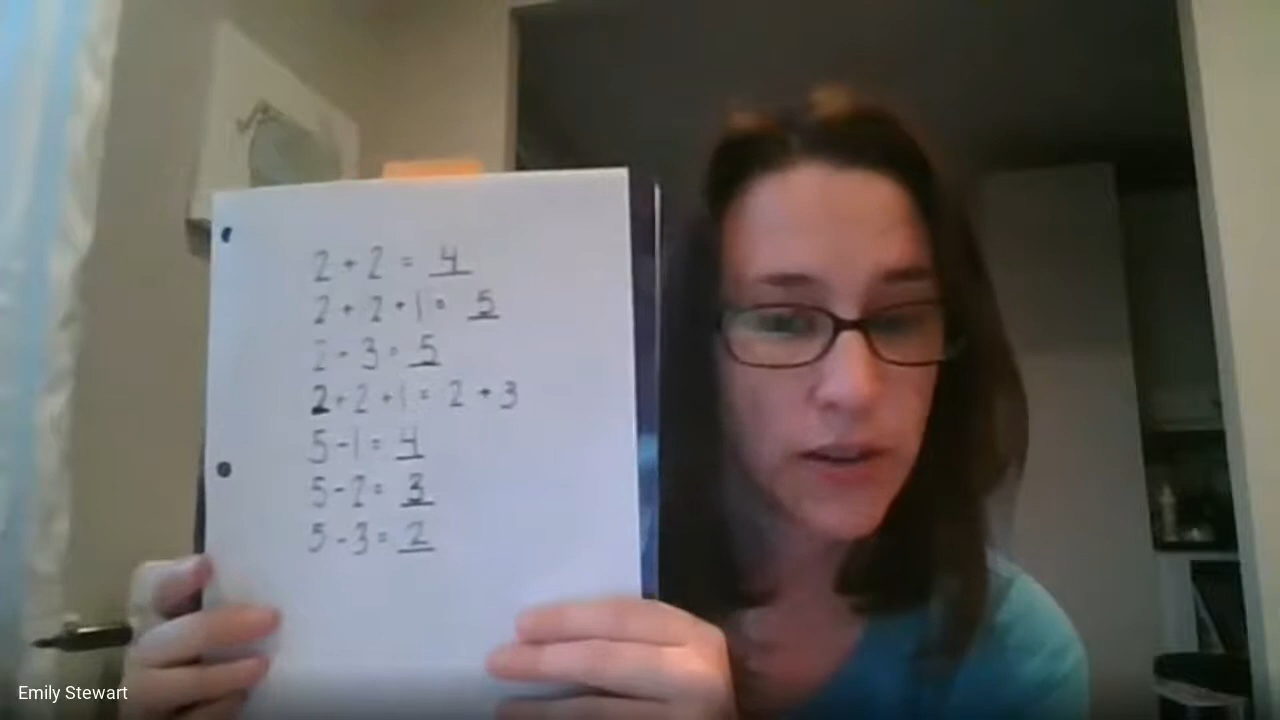 2 + 2 = 4
2 + 2 + 1 = 5
2 + 3 = 5
2 + 2 + 1 = 2 + 3
5 - 1 = 4
5 - 2 = 3
5 - 3 = 2
Emily Stewart